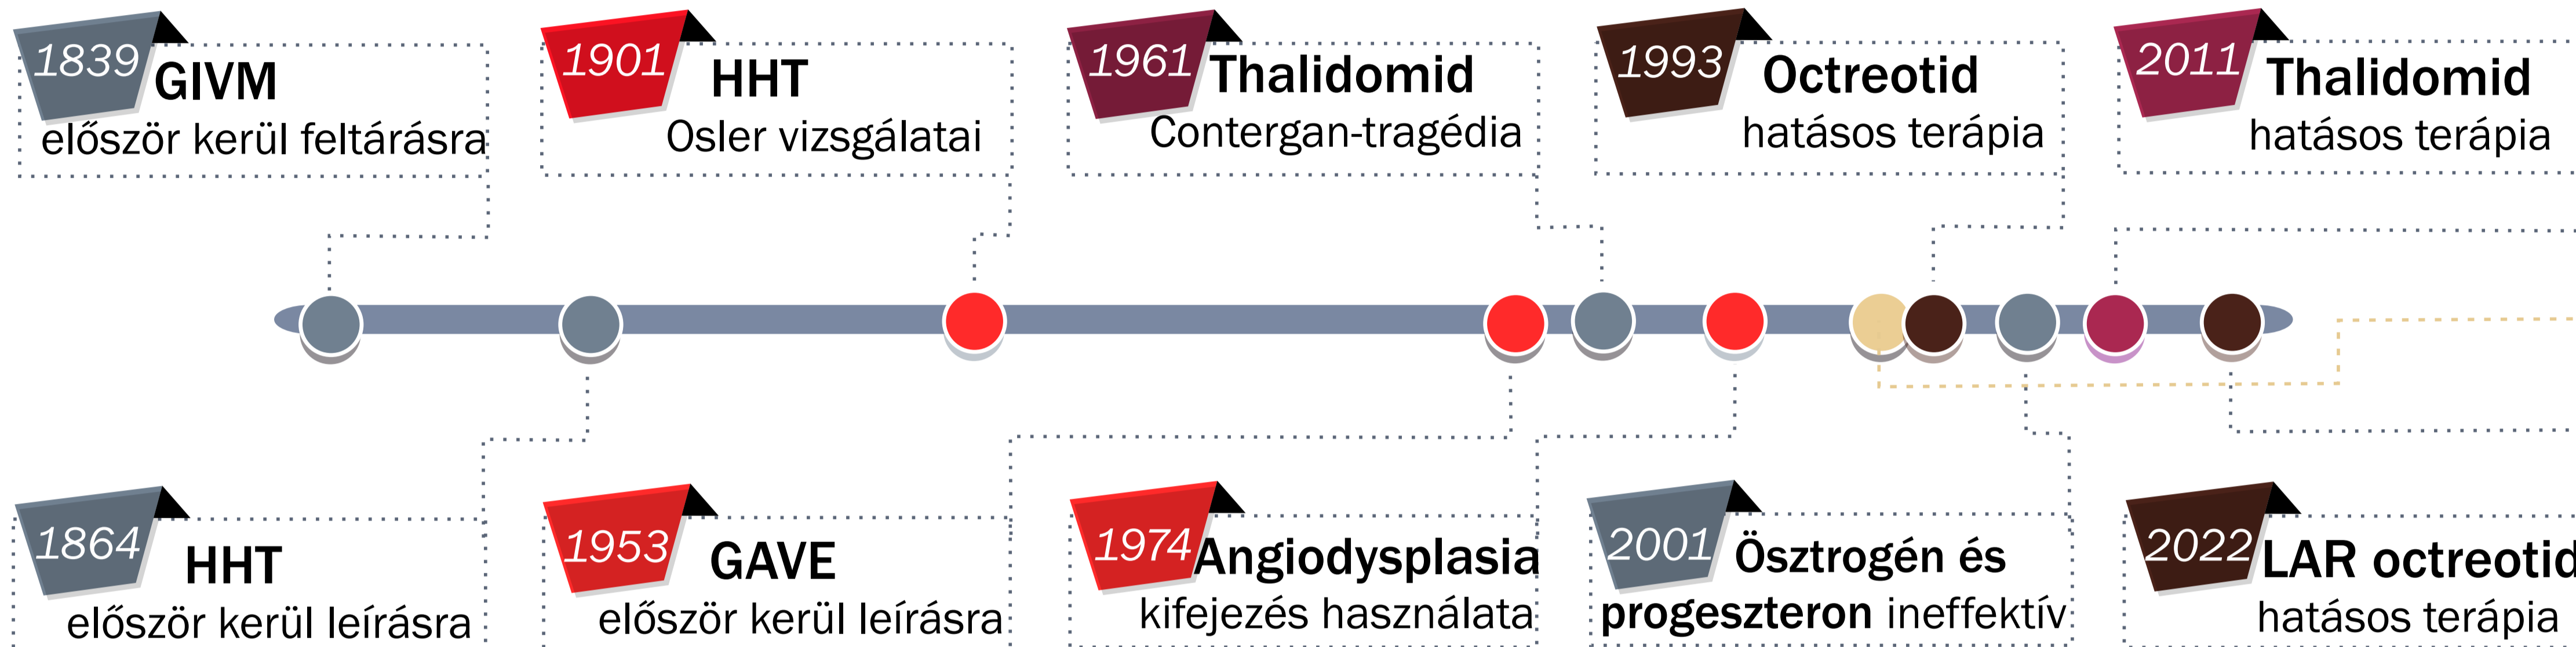 1839
GIVM
először kerül feltárásra
1901
HHT
Osler vizsgálatai
1961
Thalidomid
Contergan-tragédia
1993
Octreotid
hatásos terápia
2011
Thalidomid
hatásos terápia
1864
HHT
először kerül leírásra
1953
GAVE
először kerül leírásra
1974
Angiodysplasia
kifejezés használata
2001
Ösztrogén és
progeszteron ineffektív
2022
LAR octreotid
hatásos terápia